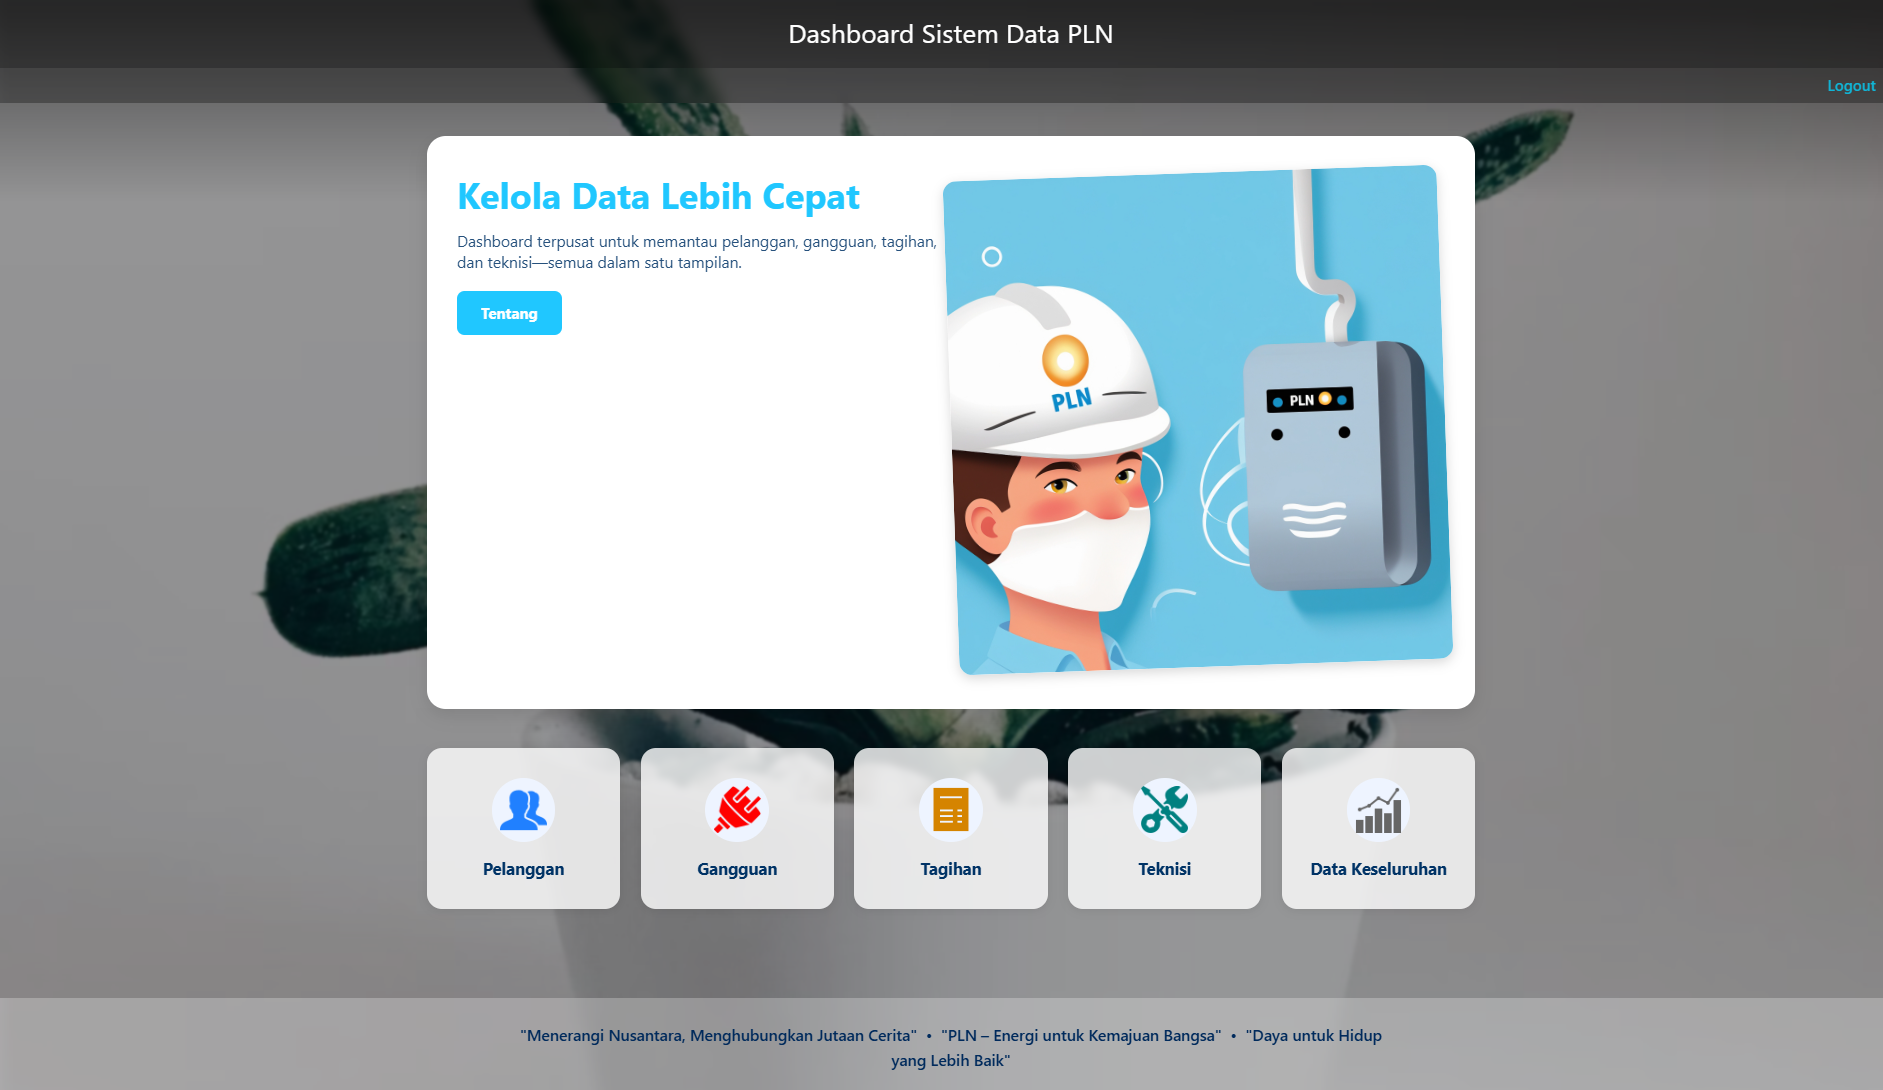 Dashboard Sistem Data PLN
Logout
Kelola Data Lebih Cepat
Dashboard terpusat untuk memantau pelanggan, gangguan, tagihan,
dan teknisi—semua dalam satu tampilan.
Tentang
PLN
PLN
Pelanggan
Gangguan
Tagihan
Teknisi
Data Keseluruhan
"Menerangi Nusantara, Menghubungkan Jutaan Cerita" • "PLN – Energi untuk Kemajuan Bangsa" • "Daya untuk Hidup
yang Lebih Baik"